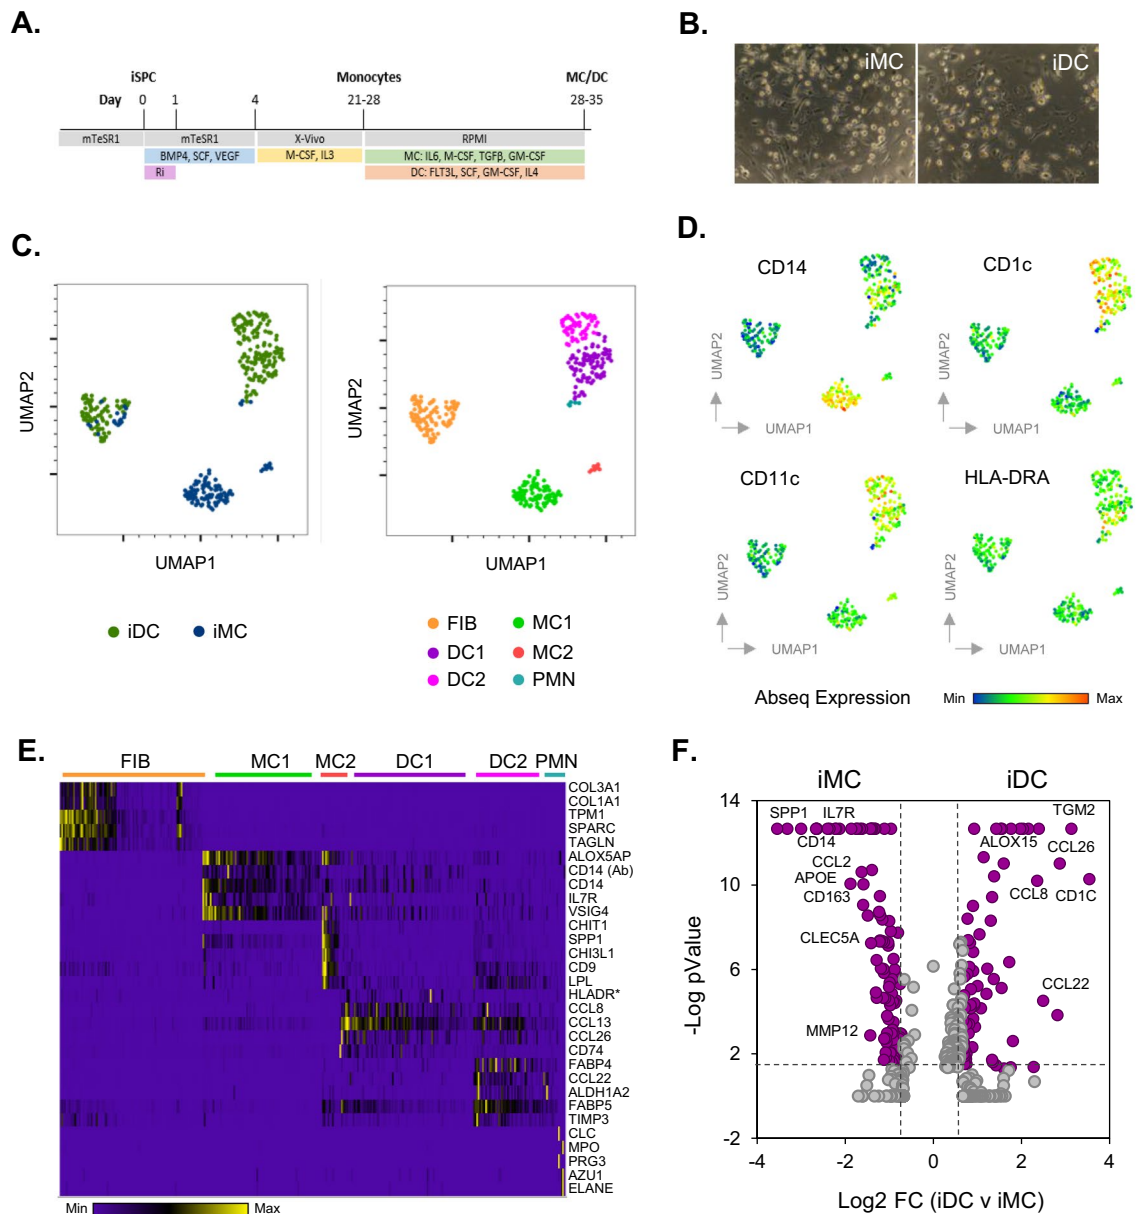 A.
iSPC
Monocytes
MC/DC
Day 0 1 4 21-28 28-35
mTeSR1 mTeSR1 X-Vivo RPMI
BMP4, SCF, VEGF M-CSF, IL3 MC: IL6, M-CSF, TGFβ, GM-CSF
Ri DC: FLT3L, SCF, GM-CSF, IL4
B.
iMC iDC
C.
UMAP2
UMAP1
UMAP2
UMAP1
iDC iMC
FIB MC1
DC1 MC2
DC2 PMN
D.
CD14 CD1c
UMAP2 UMAP2
UMAP1 UMAP1
CD11c HLA-DRA
UMAP2 UMAP2
UMAP1 UMAP1
Abseq Expression Min Max
E.
FIB MC1 MC2 DC1 DC2 PMN
COL3A1
COL1A1
TPM1
SPARC
TAGLN
ALOX5AP
CD14 (Ab)
CD14
IL7R
VSIG4
CHIT1
SPP1
CHI3L1
CD9
LPL
HLADR*
CCL8
CCL13
CCL26
CD74
FABP4
CCL22
ALDH1A2
FABP5
TIMP3
CLC
MPO
PRG3
AZU1
ELANE
Min Max
F.
iMC iDC
14
10
6
2
-2
-Log pValue
SPP1 IL7R TGM2
CD14 ALOX15
CCL2 CCL26
APOE
CD163 CCL8 CD1C
CLEC5A
CCL22
MMP12
-4 -2 0 2 4
Log2 FC (iDC v iMC)